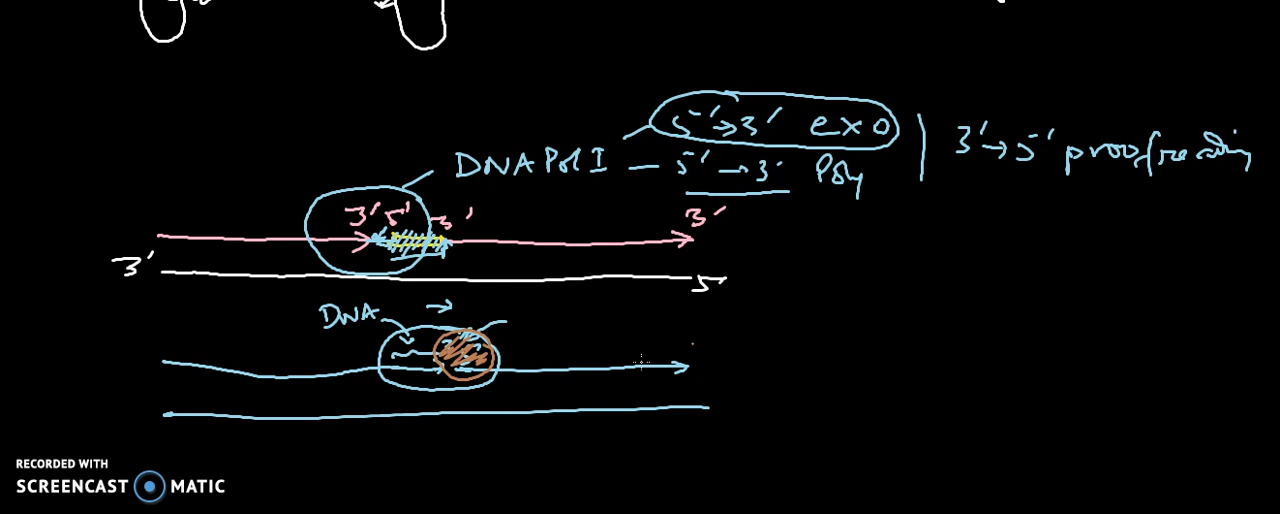 5'→3' exo
3'→5' proofreading
DNA Pol I — 5'→3' Poly
3' 5' 3' 3'
3' 5'
DNA →
RECORDED WITH
SCREENCAST MATIC